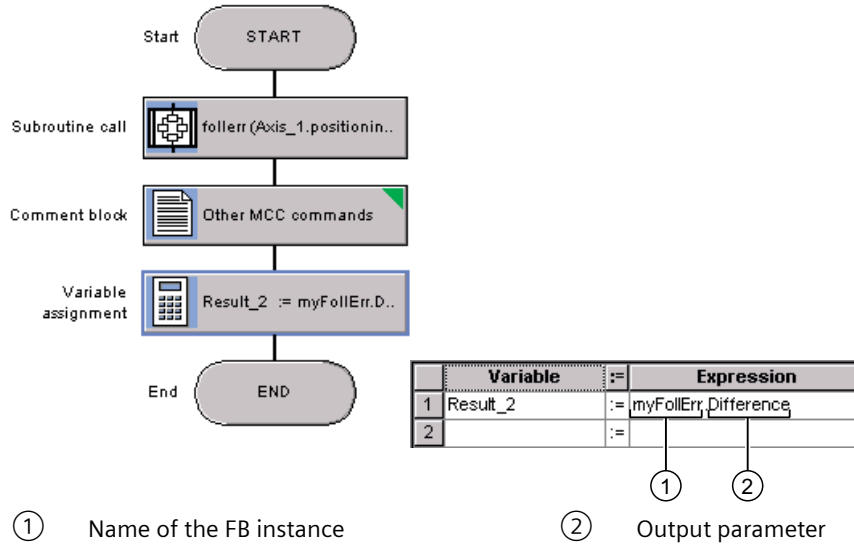 Start START
Subroutine call follerr (Axis_1.positionin..
Comment block Other MCC commands
Variable
assignment Result_2 := myFollErr.D..
End END
Variable := Expression
1 Result_2 := myFollErr.Difference
2 :=
1 2
1 Name of the FB instance 2 Output parameter